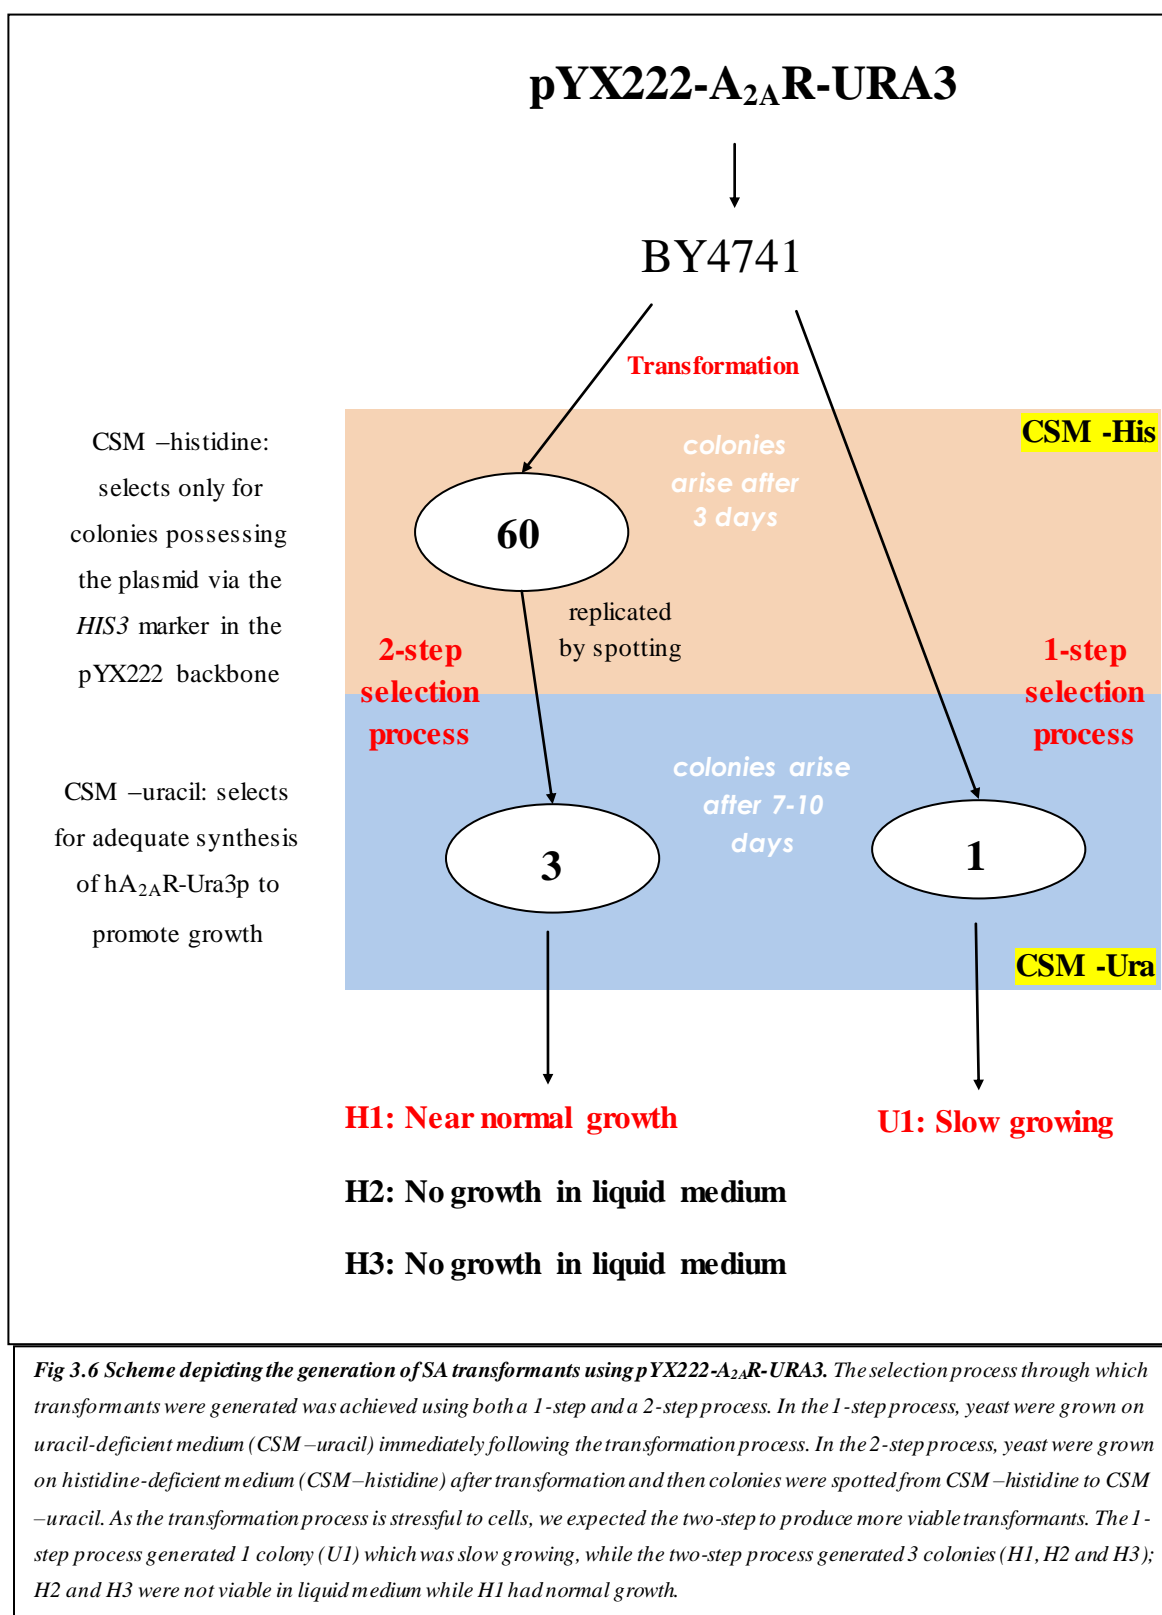 pYX222-A2AR-URA3
BY4741
Transformation
CSM -His
colonies
arise after
3 days
CSM –histidine:
selects only for
colonies possessing
the plasmid via the
HIS3 marker in the
pYX222 backbone
60
replicated
by spotting
2-step
selection
process
1-step
selection
process
colonies arise
after 7-10
days
CSM –uracil: selects
for adequate synthesis
of hA2AR-Ura3p to
promote growth
3
1
CSM -Ura
H1: Near normal growth
U1: Slow growing
H2: No growth in liquid medium
H3: No growth in liquid medium
Fig 3.6 Scheme depicting the generation of SA transformants using pYX222-A2AR-URA3. The selection process through which
transformants were generated was achieved using both a 1-step and a 2-step process. In the 1-step process, yeast were grown on
uracil-deficient medium (CSM –uracil) immediately following the transformation process. In the 2-step process, yeast were grown
on histidine-deficient medium (CSM –histidine) after transformation and then colonies were spotted from CSM –histidine to CSM
–uracil. As the transformation process is stressful to cells, we expected the two-step to produce more viable transformants. The 1-
step process generated 1 colony (U1) which was slow growing, while the two-step process generated 3 colonies (H1, H2 and H3);
H2 and H3 were not viable in liquid medium while H1 had normal growth.